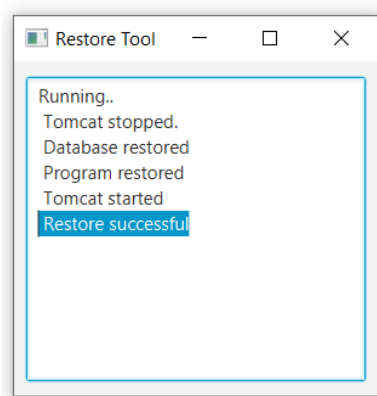 Restore Tool
Running..
Tomcat stopped.
Database restored
Program restored
Tomcat started
Restore successful